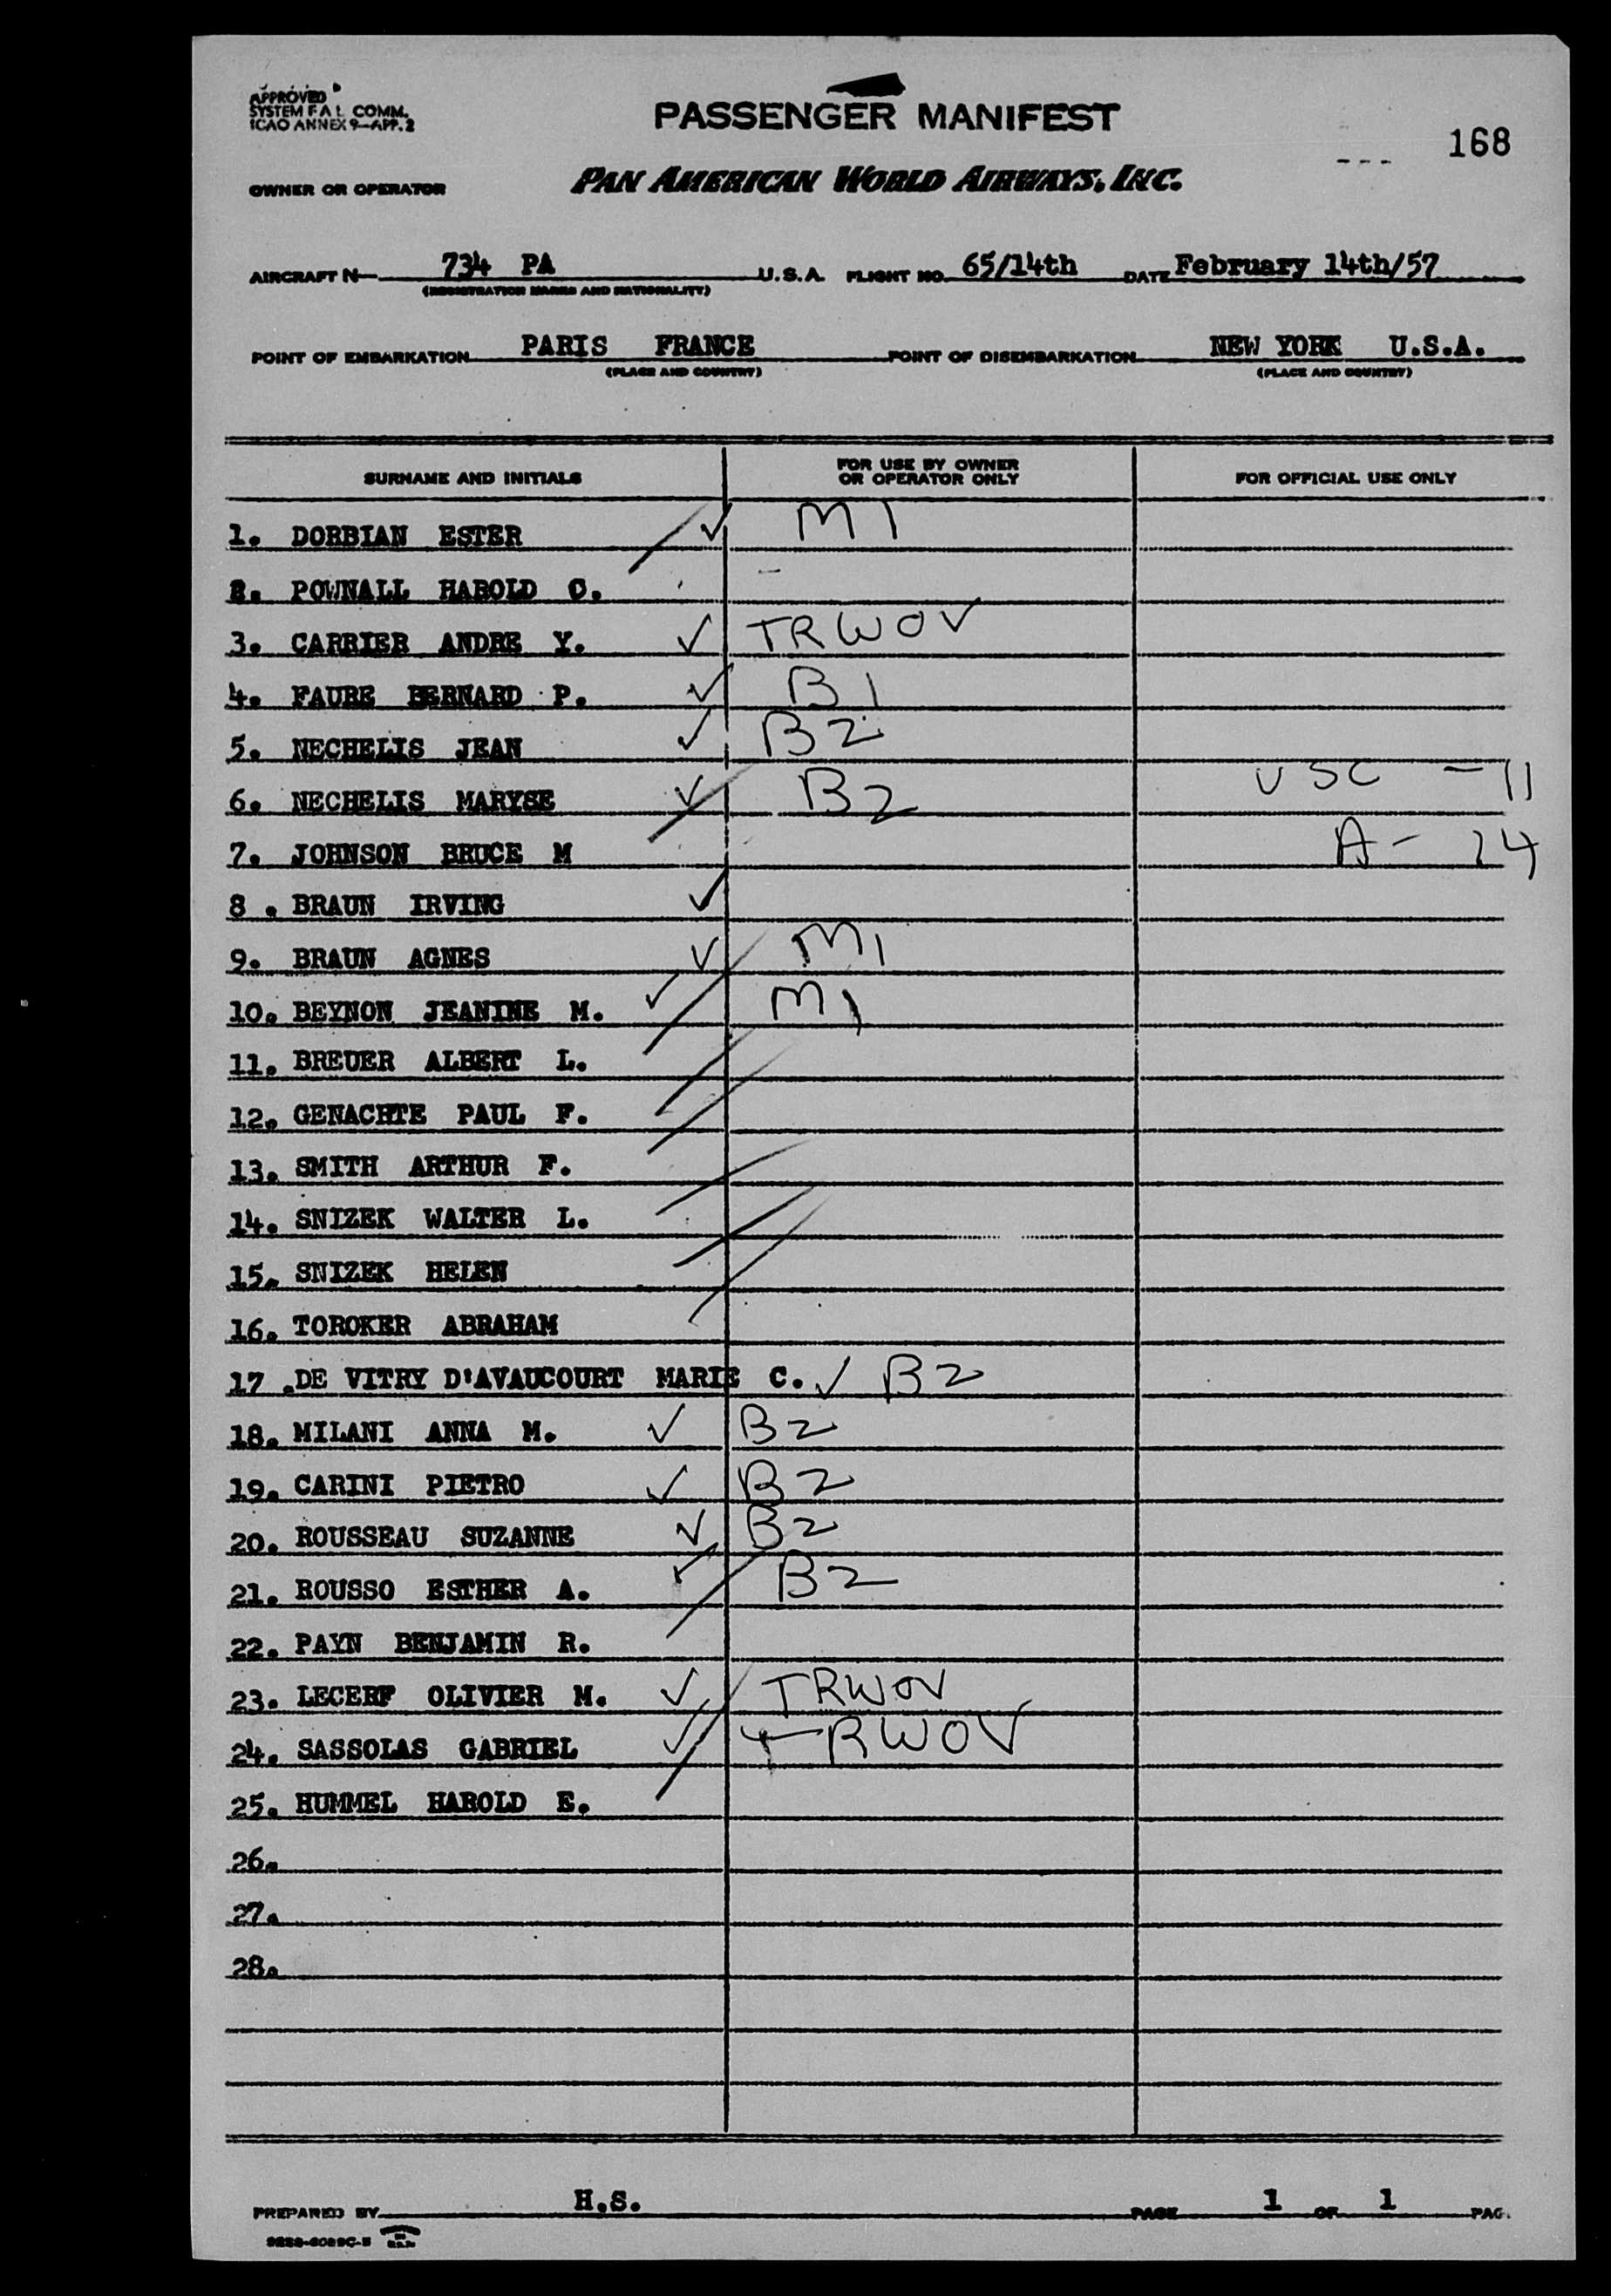 APPROVED
SYSTEM F A L COMM.
ICAO ANNEX 9—APP. 2
PASSENGER MANIFEST
168
OWNER OR OPERATOR PAN AMERICAN WORLD AIRWAYS, INC.
AIRCRAFT N— 734 PA U.S.A. FLIGHT NO. 65/14th DATE February 14th/57
(REGISTRATION MARKS AND NATIONALITY)
POINT OF EMBARKATION PARIS FRANCE POINT OF DISEMBARKATION NEW YORK U.S.A.
(PLACE AND COUNTRY) (PLACE AND COUNTRY)
SURNAME AND INITIALS FOR USE BY OWNER OR OPERATOR ONLY FOR OFFICIAL USE ONLY
1. DORBIAN ESTER ✓ M1
2. POWNALL HAROLD C.
3. CARRIER ANDRE Y. ✓ TRWOV
4. FAURE BERNARD P. ✓ B1
5. NECHELIS JEAN ✓ B2
6. NECHELIS MARYSE ✓ B2 USC - 11
7. JOHNSON BRUCE M A - 14
8 . BRAUN IRVING ✓
9. BRAUN AGNES ✓ M1
10. BEYNON JEANINE M. ✓ M1
11. BREUER ALBERT L.
12. GENACHTE PAUL F.
13. SMITH ARTHUR F.
14. SNIZEK WALTER L.
15. SNIZEK HELEN
16. TOROKER ABRAHAM
17 .DE VITRY D'AVAUCOURT MARIE C. ✓ B2
18. MILANI ANNA M. ✓ B2
19. CARINI PIETRO ✓ B2
20. ROUSSEAU SUZANNE ✓ B2
21. ROUSSO ESTHER A. ✓ B2
22. PAYN BENJAMIN R.
23. LECERF OLIVIER M. ✓ TRWOV
24. SASSOLAS GABRIEL ✓ TRWOV
25. HUMMEL HAROLD E.
26.
27.
28.
PREPARED BY H.S. PAGE 1 OF 1 PAG.